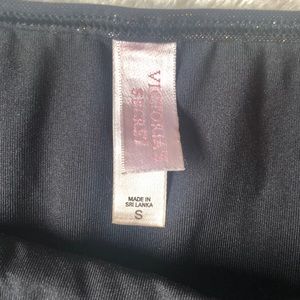 VICTORIA'S
SECRET
MADE IN
SRI LANKA
S